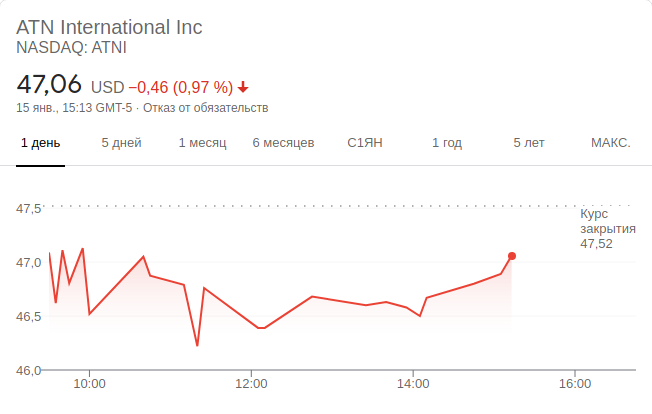 ATN International Inc
NASDAQ: ATNI
47,06 USD −0,46 (0,97 %)
15 янв., 15:13 GMT-5 · Отказ от обязательств
1 день 5 дней 1 месяц 6 месяцев С1ЯН 1 год 5 лет МАКС.
47,5
Курс
закрытия
47,52
47,0
46,5
46,0
10:00 12:00 14:00 16:00